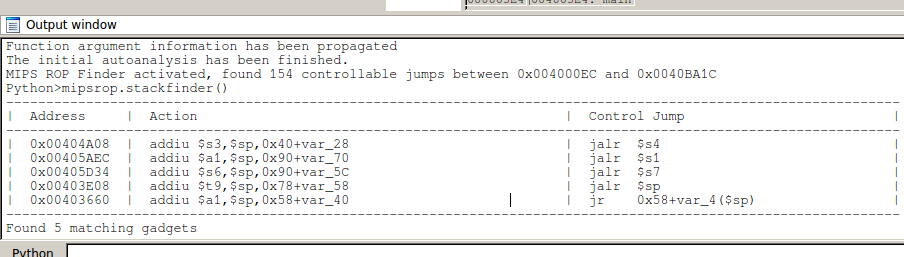 Output window
Function argument information has been propagated
The initial autoanalysis has been finished.
MIPS ROP Finder activated, found 154 controllable jumps between 0x004000EC and 0x0040BA1C
Python>mipsrop.stackfinder()
| Address | Action | Control Jump |
| 0x00404A08 | addiu $s3,$sp,0x40+var_28 | jalr $s4 |
| 0x00405AEC | addiu $a1,$sp,0x90+var_70 | jalr $s1 |
| 0x00405D34 | addiu $s6,$sp,0x90+var_5C | jalr $s7 |
| 0x00403E08 | addiu $t9,$sp,0x78+var_58 | jalr $sp |
| 0x00403660 | addiu $a1,$sp,0x58+var_40 | jr 0x58+var_4($sp) |
Found 5 matching gadgets
Python